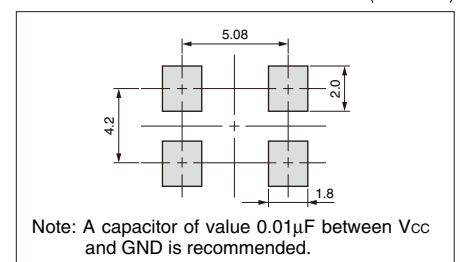 5.08
2.0
4.2
1.8
Note: A capacitor of value 0.01μF between Vcc
and GND is recommended.